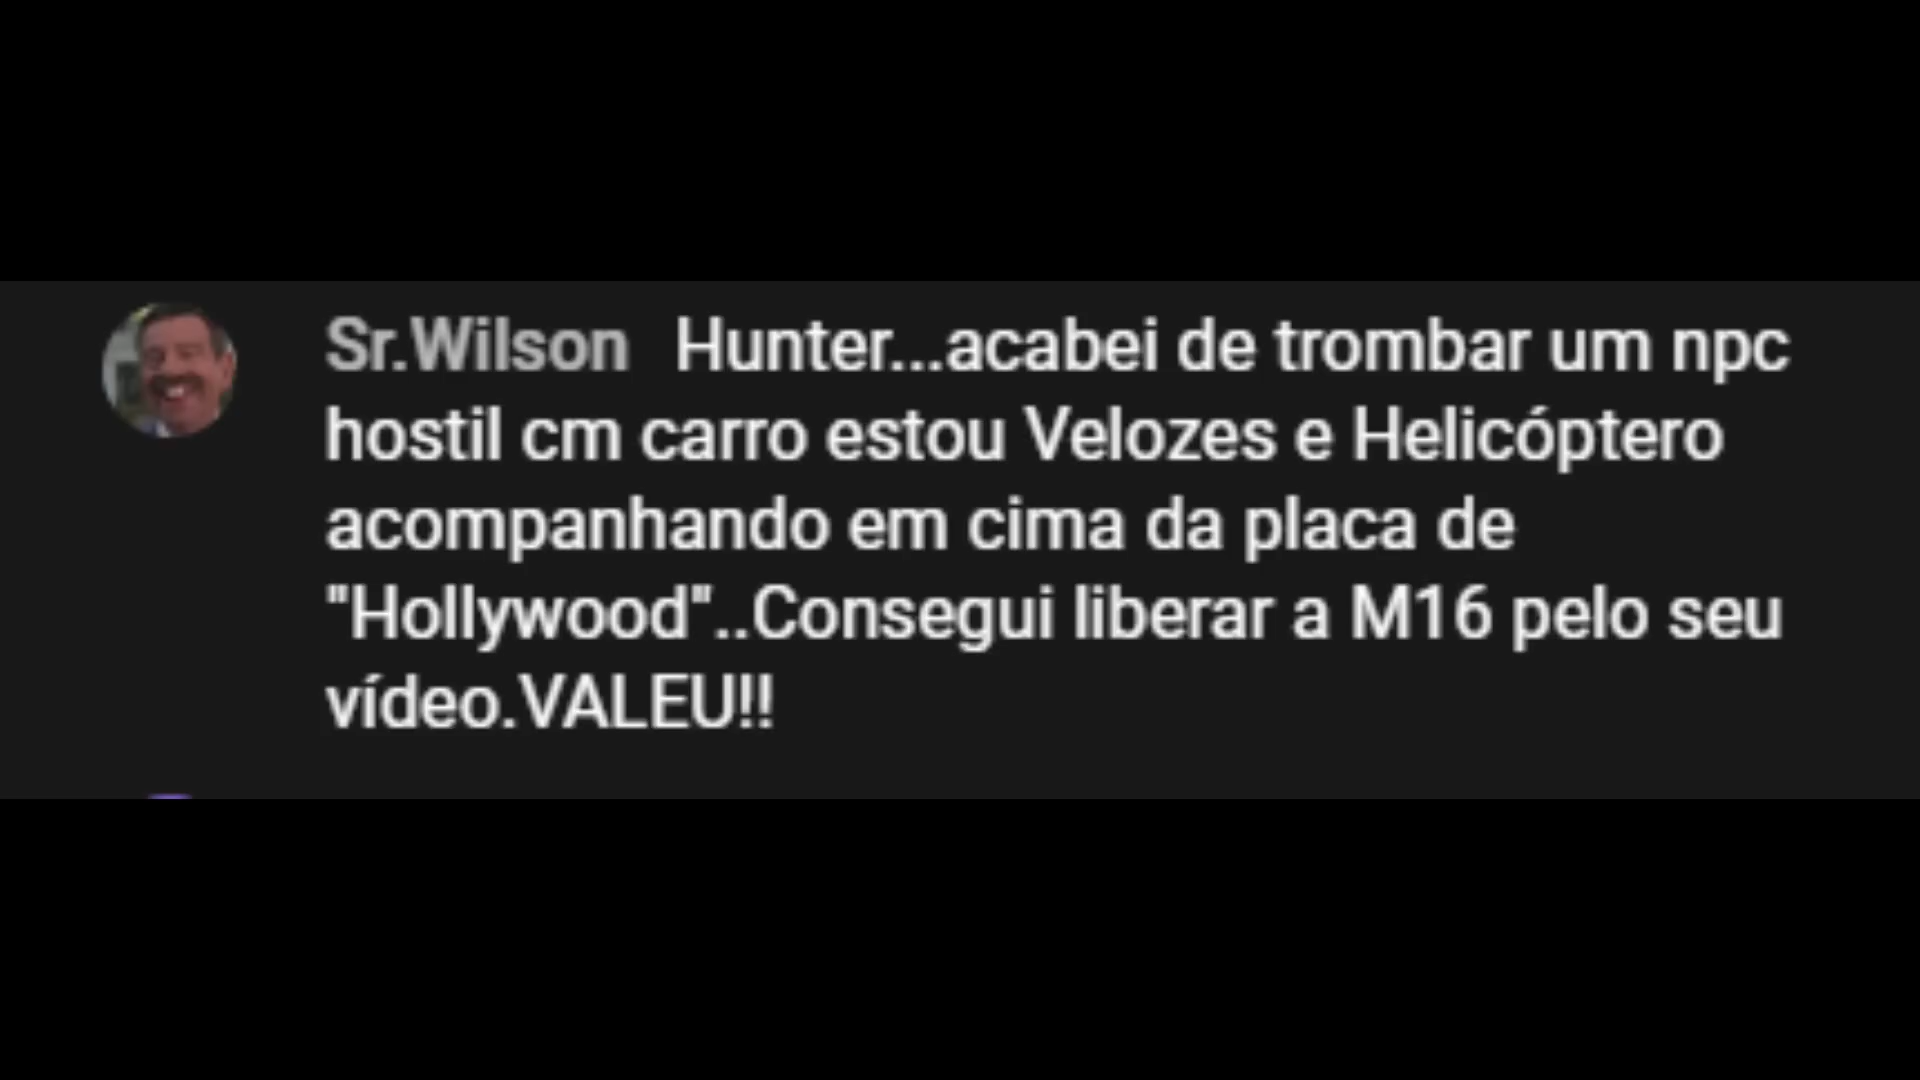 Sr.Wilson Hunter...acabei de trombar um npc
hostil cm carro estou Velozes e Helicóptero
acompanhando em cima da placa de
"Hollywood"..Consegui liberar a M16 pelo seu
vídeo.VALEU!!